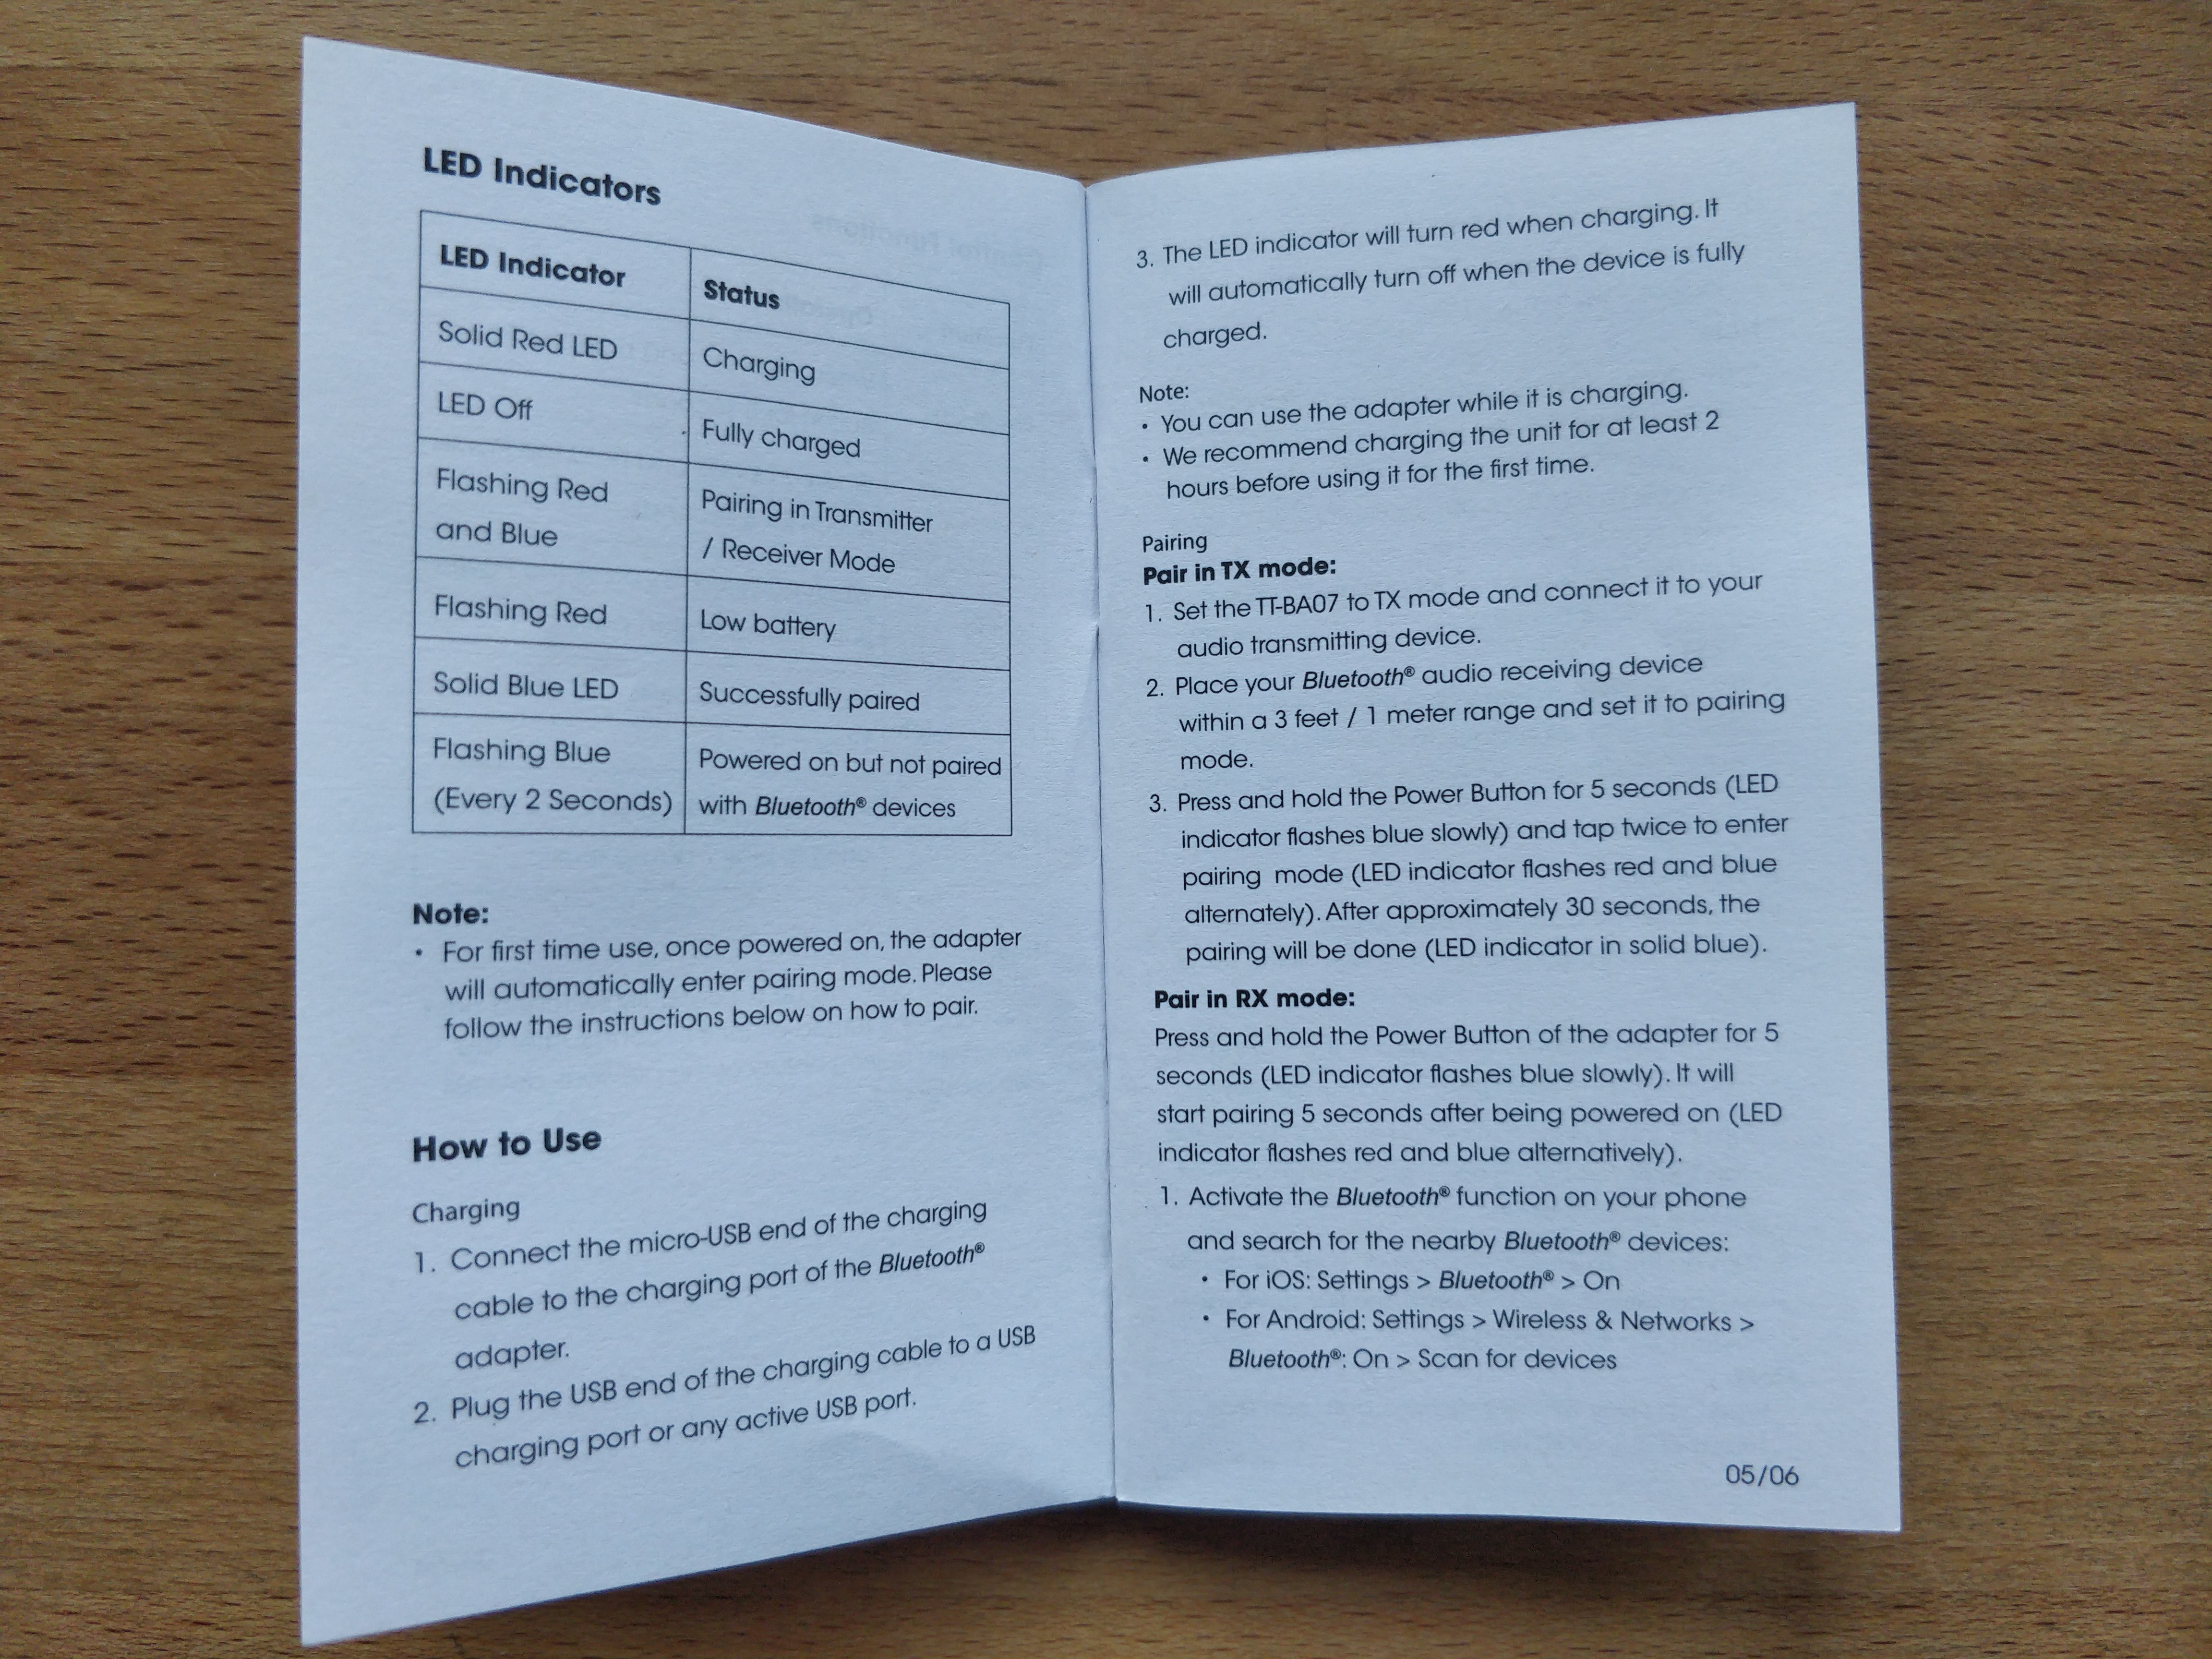 LED Indicators
LED Indicator Status
Solid Red LED Charging
LED Off Fully charged
Flashing Red Pairing in Transmitter
and Blue / Receiver Mode
Flashing Red Low battery
Solid Blue LED Successfully paired
Flashing Blue Powered on but not paired
(Every 2 Seconds) with Bluetooth® devices
Note:
• For first time use, once powered on, the adapter
will automatically enter pairing mode. Please
follow the instructions below on how to pair.
How to Use
Charging
1. Connect the micro-USB end of the charging
cable to the charging port of the Bluetooth®
adapter.
2. Plug the USB end of the charging cable to a USB
charging port or any active USB port.
3. The LED indicator will turn red when charging. It
will automatically turn off when the device is fully
charged.
Note:
• You can use the adapter while it is charging.
• We recommend charging the unit for at least 2
hours before using it for the first time.
Pairing
Pair in TX mode:
1. Set the TT-BA07 to TX mode and connect it to your
audio transmitting device.
2. Place your Bluetooth® audio receiving device
within a 3 feet / 1 meter range and set it to pairing
mode.
3. Press and hold the Power Button for 5 seconds (LED
indicator flashes blue slowly) and tap twice to enter
pairing mode (LED indicator flashes red and blue
alternately). After approximately 30 seconds, the
pairing will be done (LED indicator in solid blue).
Pair in RX mode:
Press and hold the Power Button of the adapter for 5
seconds (LED indicator flashes blue slowly). It will
start pairing 5 seconds after being powered on (LED
indicator flashes red and blue alternatively).
1. Activate the Bluetooth® function on your phone
and search for the nearby Bluetooth® devices:
• For iOS: Settings > Bluetooth® > On
• For Android: Settings > Wireless & Networks >
Bluetooth®: On > Scan for devices
05/06